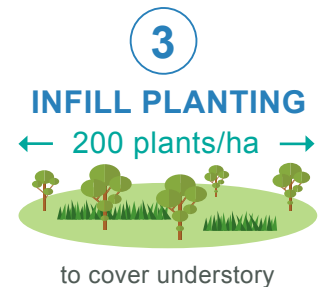 3
INFILL PLANTING
← 200 plants/ha →
to cover understory